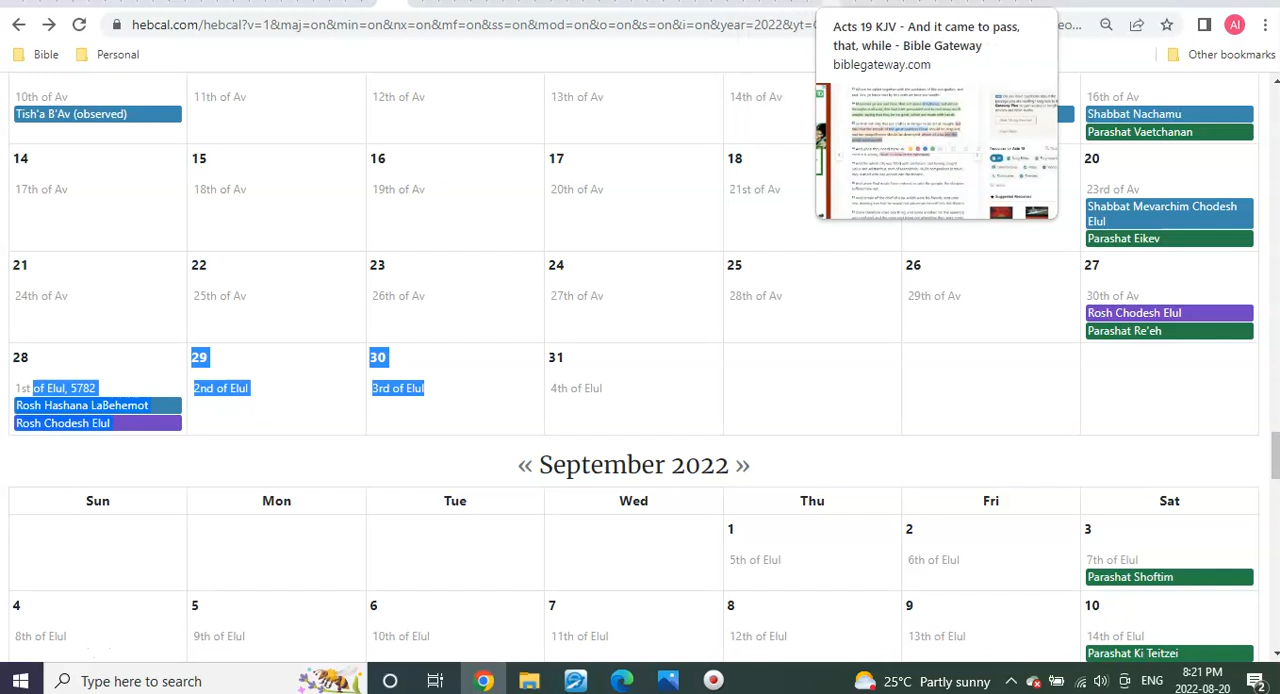 hebcal.com/hebcal?v=1&maj=on&min=on&nx=on&mf=on&ss=on&mod=on&o=on&s=on&i=on&year=2022&yt=
eo...
AI
Bible
Personal
Other bookmarks
Acts 19 KJV - And it came to pass,
that, while - Bible Gateway
biblegateway.com
10th of Av
11th of Av
12th of Av
13th of Av
14th of Av
16th of Av
Tish'a B'Av (observed)
Shabbat Nachamu
Parashat Vaetchanan
14
15
16
17
18
20
17th of Av
18th of Av
19th of Av
20th of Av
21st of Av
23rd of Av
Shabbat Mevarchim Chodesh
Elul
Parashat Eikev
21
22
23
24
25
26
27
24th of Av
25th of Av
26th of Av
27th of Av
28th of Av
29th of Av
30th of Av
Rosh Chodesh Elul
Parashat Re'eh
28
29
30
31
1st of Elul, 5782
2nd of Elul
3rd of Elul
4th of Elul
Rosh Hashana LaBehemot
Rosh Chodesh Elul
« September 2022 »
Sun
Mon
Tue
Wed
Thu
Fri
Sat
1
2
3
5th of Elul
6th of Elul
7th of Elul
Parashat Shoftim
4
5
6
7
8
9
10
8th of Elul
9th of Elul
10th of Elul
11th of Elul
12th of Elul
13th of Elul
14th of Elul
Parashat Ki Teitzei
Type here to search
25°C Partly sunny
ENG
8:21 PM
2022-08-20
2